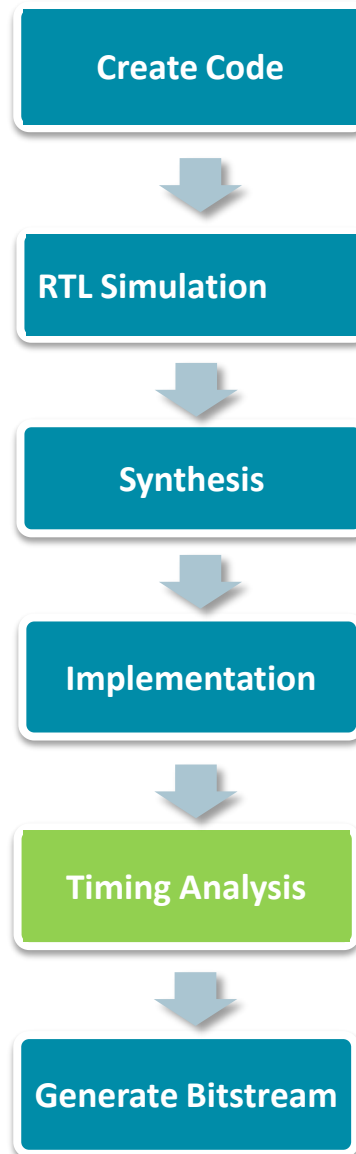 Create Code
RTL Simulation
Synthesis
Implementation
Timing Analysis
Generate Bitstream